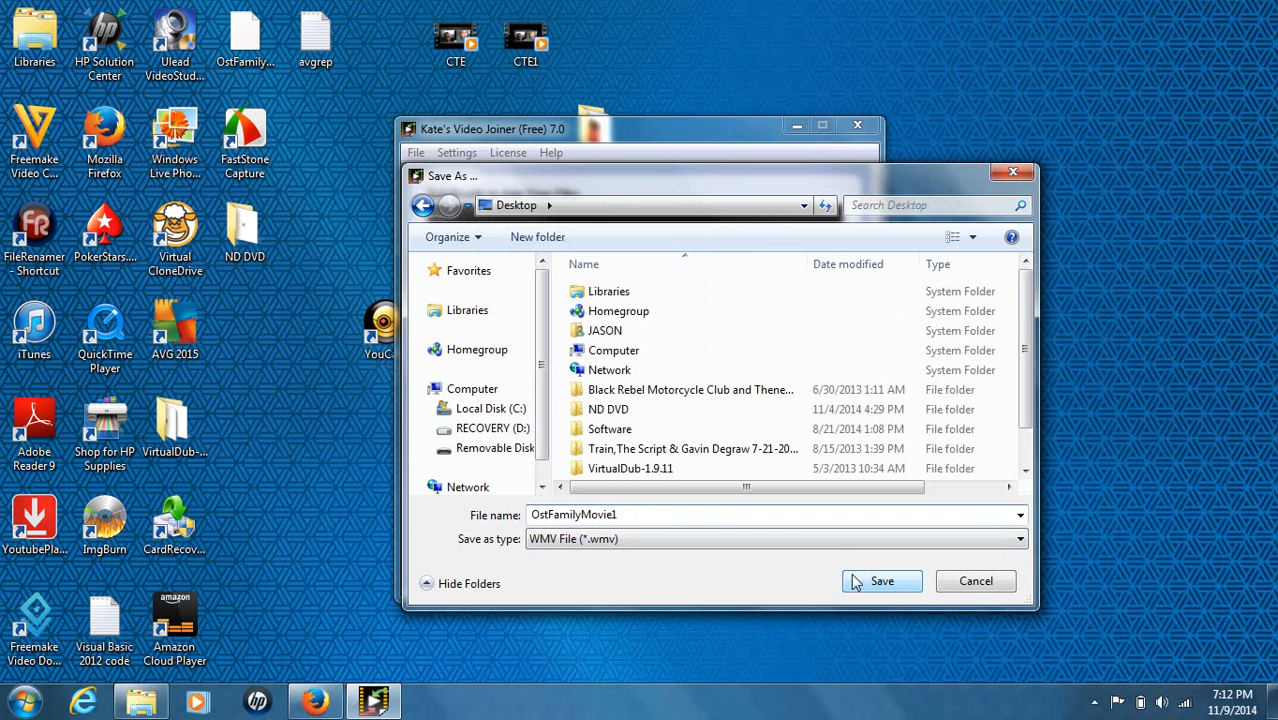 Libraries
HP Solution
Center
Ulead
VideoStud...
OstFamily...
avgrep
CTE
CTE1
Freemake
Video C...
Mozilla
Firefox
Windows
Live Pho...
FastStone
Capture
FileRenamer
- Shortcut
PokerStars....
Virtual
CloneDrive
ND DVD
iTunes
QuickTime
Player
AVG 2015
YouCa
Adobe
Reader 9
Shop for HP
Supplies
VirtualDub-...
YoutubePla...
ImgBurn
CardRecov...
Freemake
Video Do...
Visual Basic
2012 code
amazon
Amazon
Cloud Player
Kate's Video Joiner (Free) 7.0
File Settings License Help
Save As ...
Desktop
Search Desktop
Organize
New folder
Favorites
Libraries
Homegroup
Computer
Local Disk (C:)
RECOVERY (D:)
Removable Disk
Network
Name Date modified Type
Libraries System Folder
Homegroup System Folder
JASON System Folder
Computer System Folder
Network System Folder
Black Rebel Motorcycle Club and Thene... 6/30/2013 1:11 AM File folder
ND DVD 11/4/2014 4:29 PM File folder
Software 8/21/2014 1:08 PM File folder
Train,The Script & Gavin Degraw 7-21-20... 8/15/2013 1:39 PM File folder
VirtualDub-1.9.11 5/3/2013 10:34 AM File folder
File name: OstFamilyMovie1
Save as type: WMV File (*.wmv)
Hide Folders
Save
Cancel
7:12 PM
11/9/2014